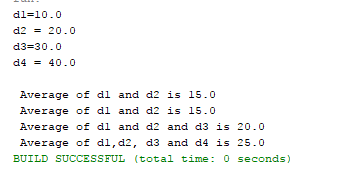 run:
d1=10.0
d2 = 20.0
d3=30.0
d4 = 40.0
Average of d1 and d2 is 15.0
Average of d1 and d2 is 15.0
Average of d1 and d2 and d3 is 20.0
Average of d1,d2, d3 and d4 is 25.0
BUILD SUCCESSFUL (total time: 0 seconds)